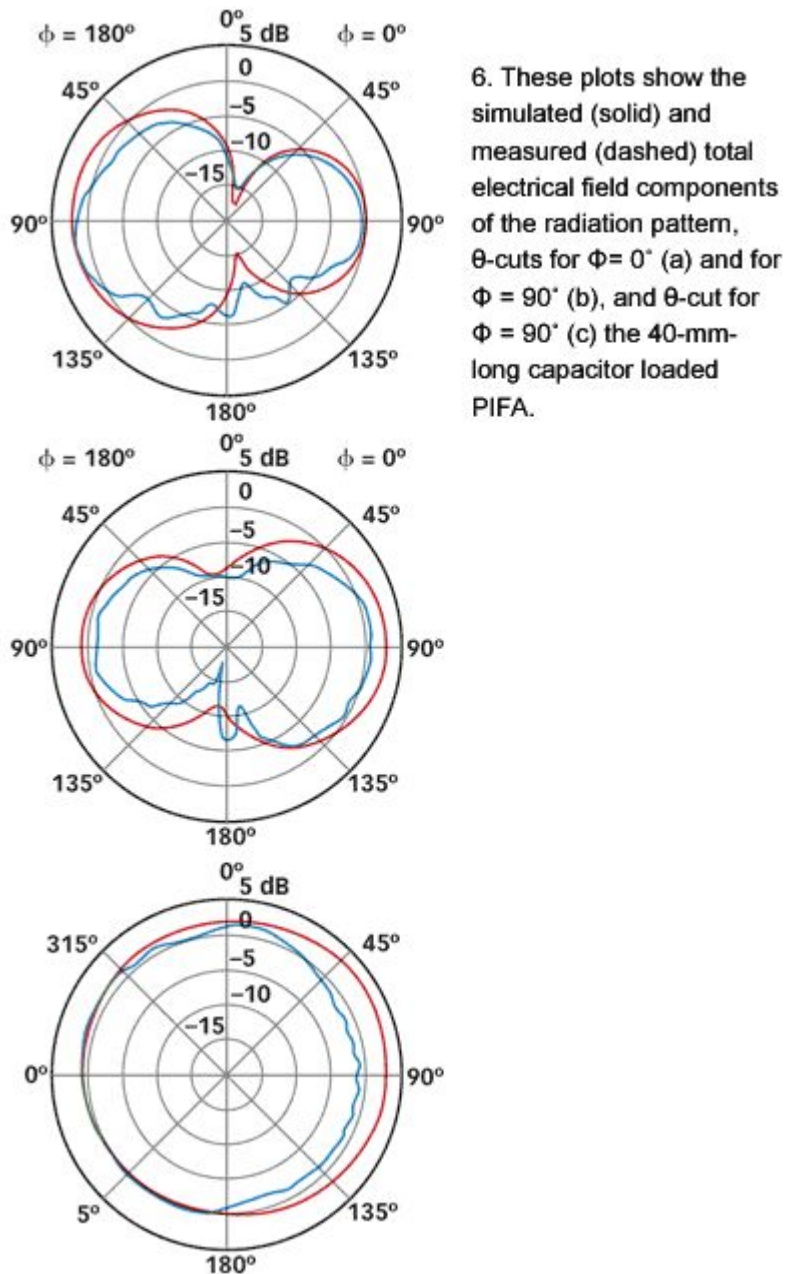 0°
ϕ = 180° 5 dB ϕ = 0°
0
45° 45°
−5
−10
−15
90° 90°
135° 135°
180°
6. These plots show the
simulated (solid) and
measured (dashed) total
electrical field components
of the radiation pattern,
θ-cuts for Φ= 0° (a) and for
Φ = 90° (b), and θ-cut for
Φ = 90° (c) the 40-mm-
long capacitor loaded
PIFA.
0°
ϕ = 180° 5 dB ϕ = 0°
0
45° 45°
−5
−10
−15
90° 90°
135° 135°
180°
0°
5 dB
0
315° 45°
−5
−10
−15
0° 90°
5° 135°
180°